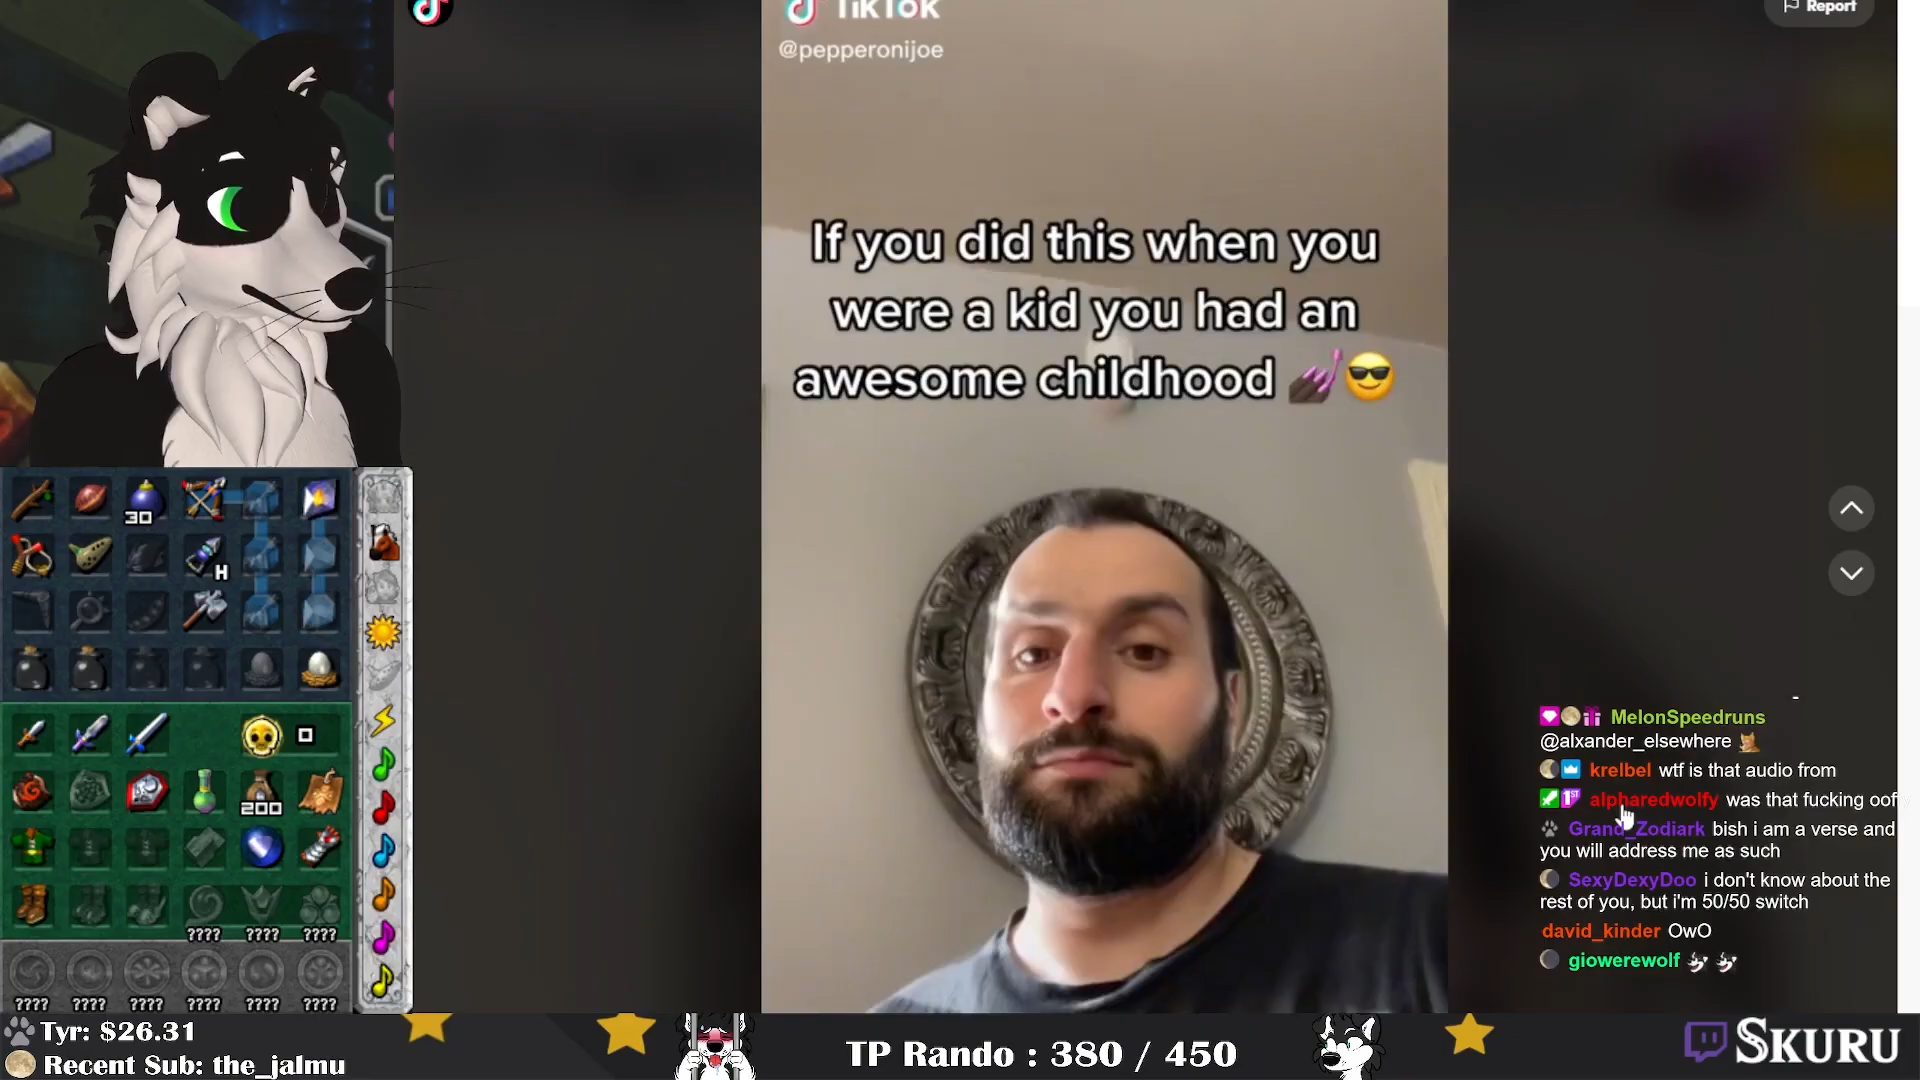 TikTok
@pepperonijoe
Report
If you did this when you
were a kid you had an
awesome childhood 💅🏿😎
30
H
0
200
???? ???? ????
???? ???? ???? ???? ???? ????
MelonSpeedruns
@alxander_elsewhere
krelbel wtf is that audio from
1ST alpharedwolfy was that fucking oof
Grand_Zodiark bish i am a verse and
you will address me as such
SexyDexyDoo i don't know about the
rest of you, but i'm 50/50 switch
david_kinder OwO
giowerewolf
Tyr: $26.31
Recent Sub: the_jalmu
TP Rando : 380 / 450
SKURU